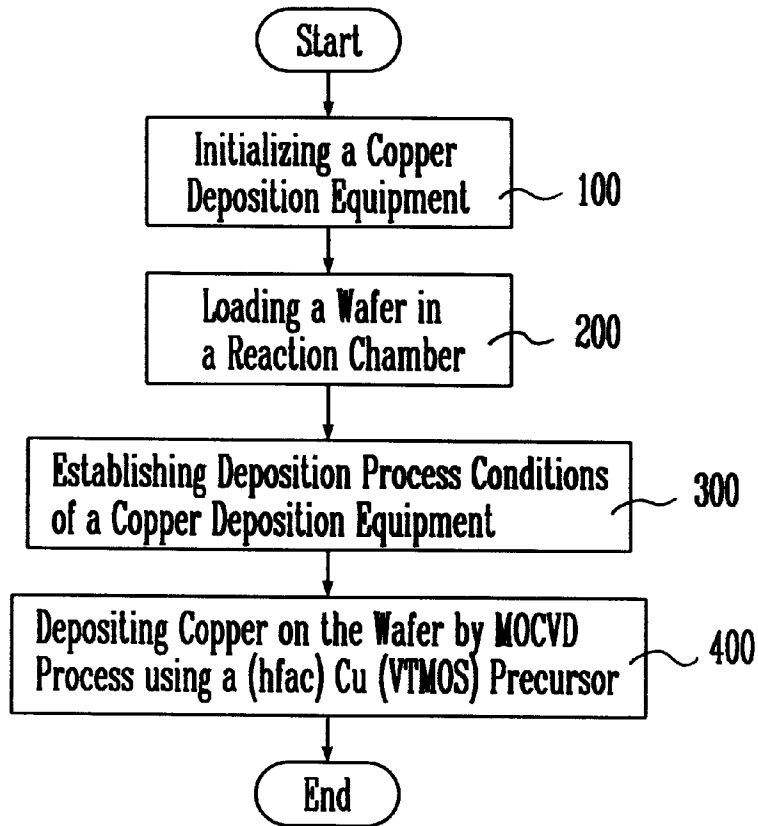 Start
Initializing a Copper
Deposition Equipment
100
Loading a Wafer in
a Reaction Chamber
200
Establishing Deposition Process Conditions
of a Copper Deposition Equipment
300
Depositing Copper on the Wafer by MOCVD
Process using a (hfac) Cu (VTMOS) Precursor
400
End